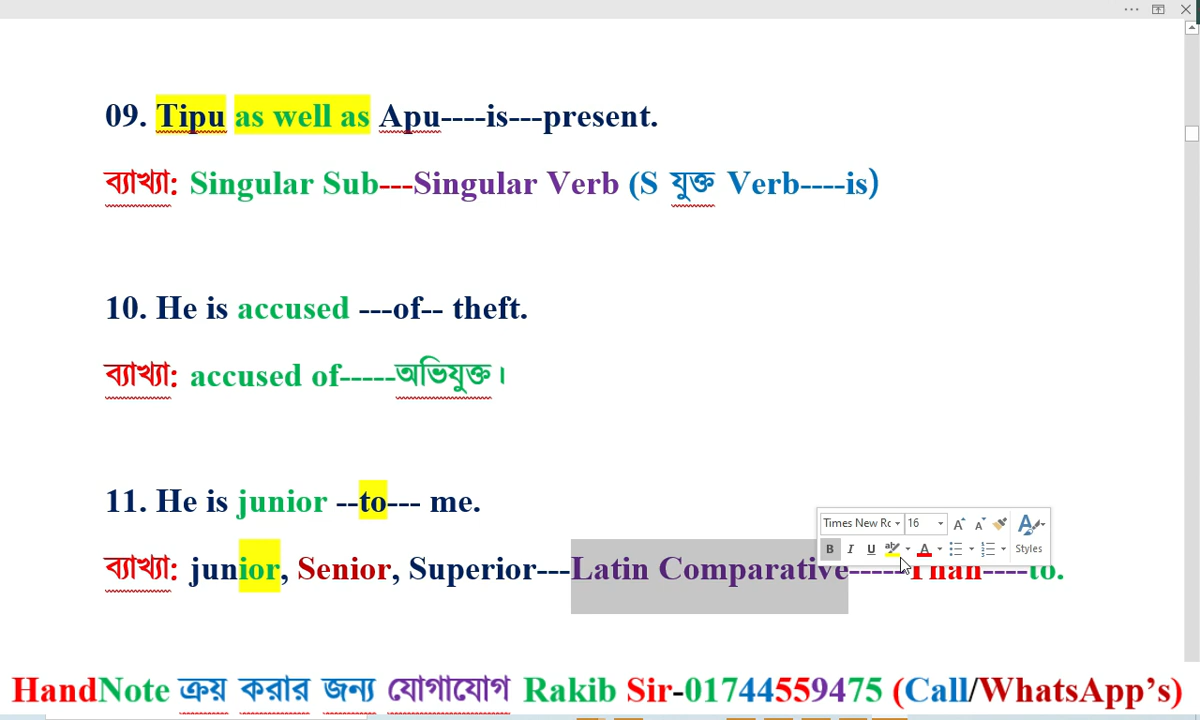 09. Tipu as well as Apu----is---present.
ব্যাখ্যা: Singular Sub---Singular Verb (S যুক্ত Verb----is)
10. He is accused ---of-- theft.
ব্যাখ্যা: accused of-----অভিযুক্ত।
11. He is junior --to--- me.
Times New Rc 16
B I U Styles
ব্যাখ্যা: junior, Senior, Superior---Latin Comparative------Than----to.
HandNote ক্রয় করার জন্য যোগাযোগ Rakib Sir-01744559475 (Call/WhatsApp’s)